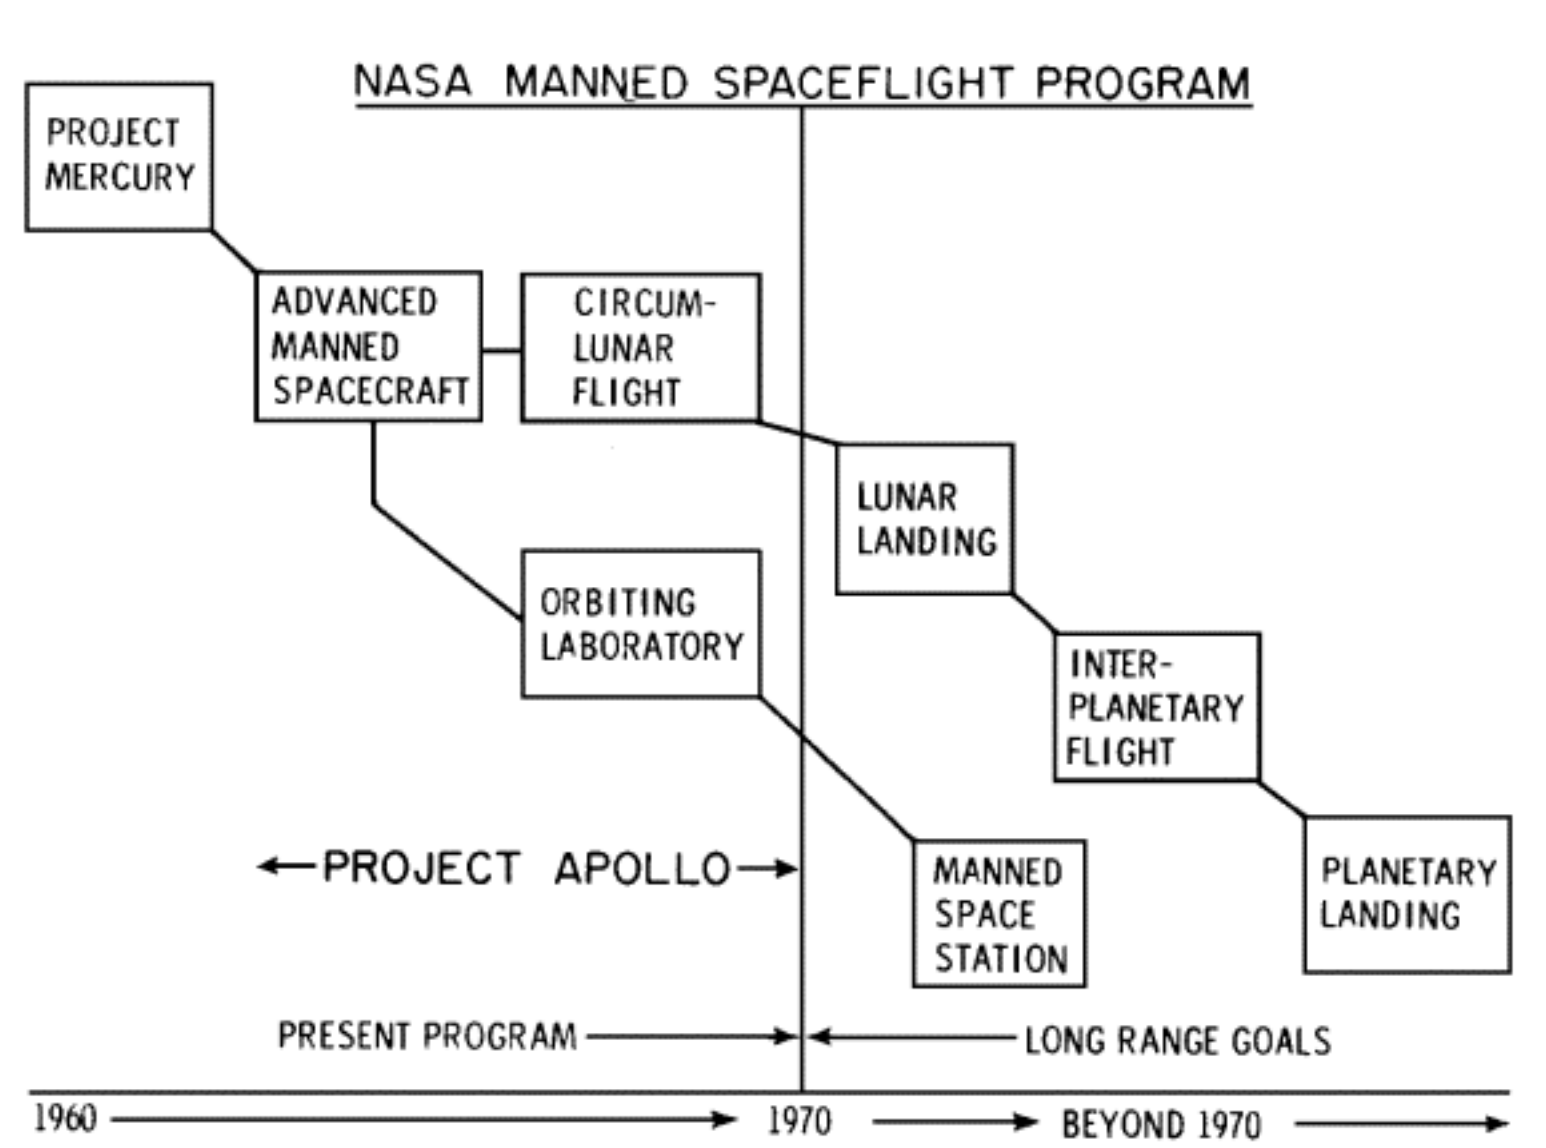 NASA MANNED SPACEFLIGHT PROGRAM
PROJECT
MERCURY
ADVANCED
MANNED
SPACECRAFT
CIRCUM-
LUNAR
FLIGHT
LUNAR
LANDING
ORBITING
LABORATORY
INTER-
PLANETARY
FLIGHT
PROJECT APOLLO
MANNED
SPACE
STATION
PLANETARY
LANDING
PRESENT PROGRAM
LONG RANGE GOALS
1960
1970
BEYOND 1970